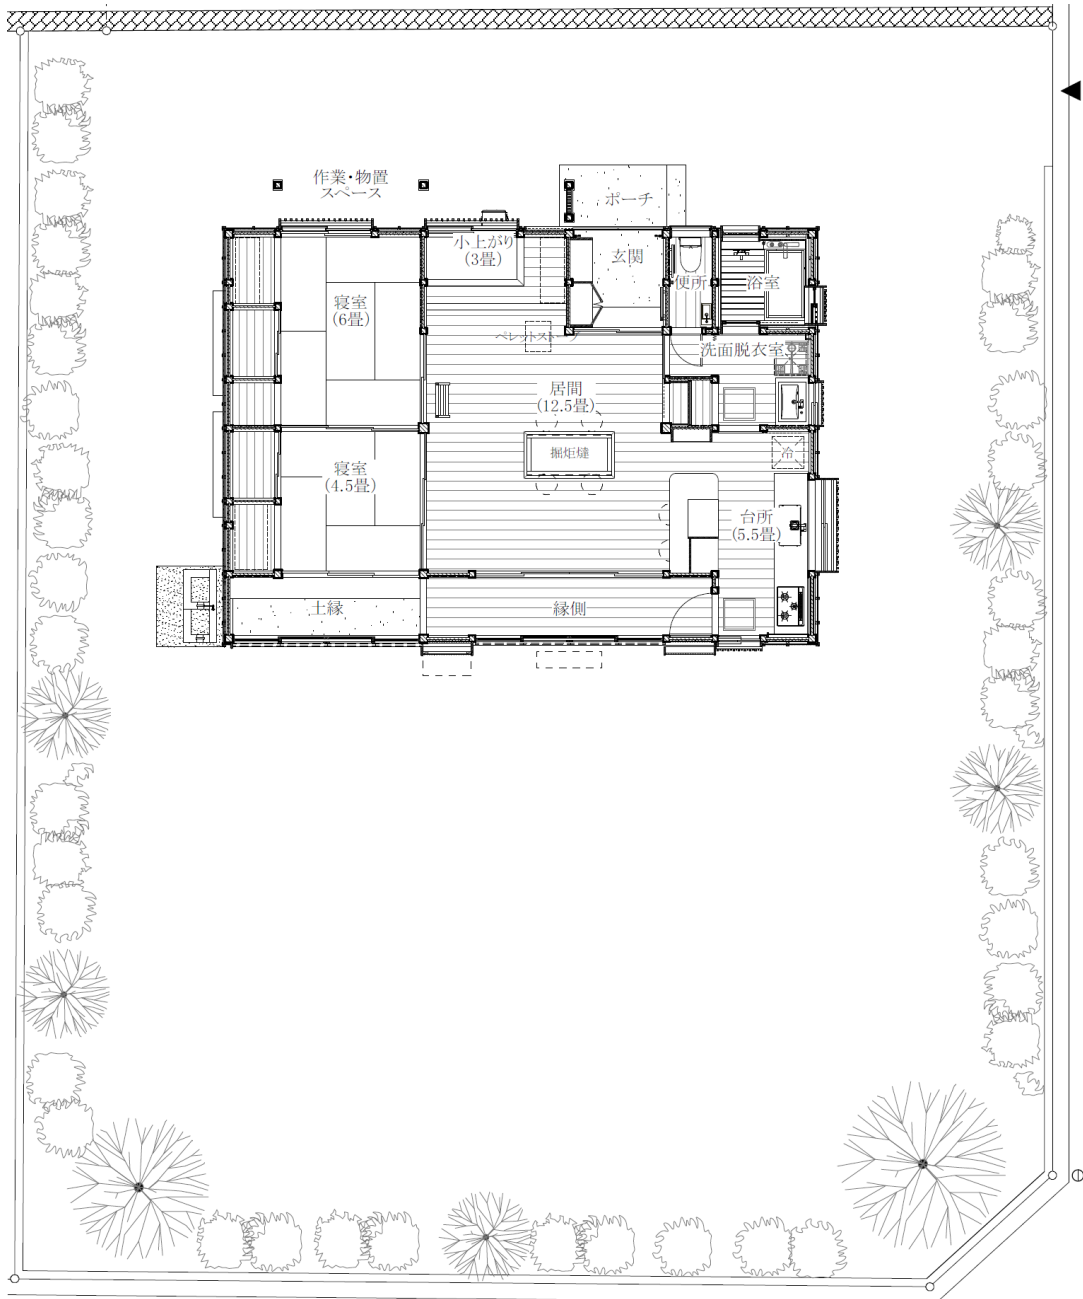 作業・物置
スペース
ポーチ
小上がり
(3畳)
玄関
便所
浴室
寝室
(6畳)
ペレットストーブ
洗面脱衣室
居間
(12.5畳)
掘炬燵
冷
寝室
(4.5畳)
台所
(5.5畳)
土縁
縁側